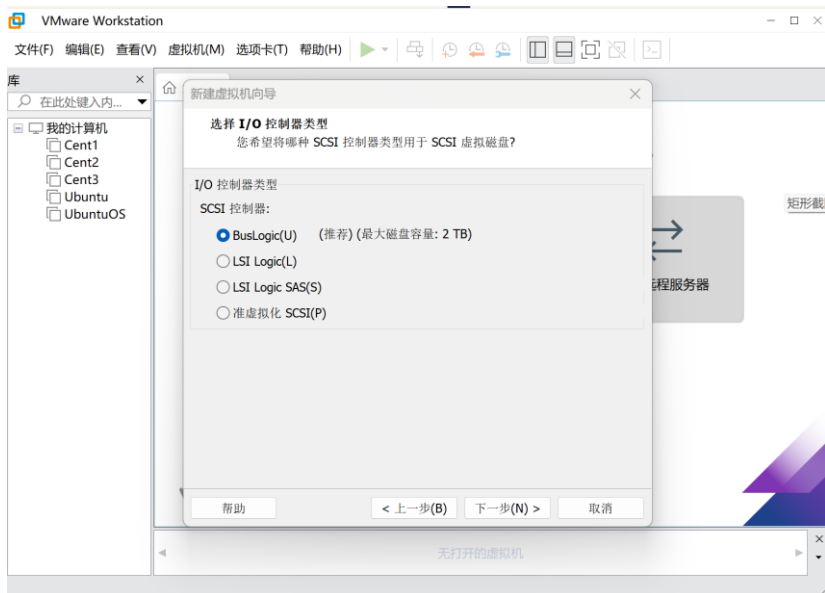 VMware Workstation
文件(F) 编辑(E) 查看(V) 虚拟机(M) 选项卡(T) 帮助(H)
库
在此处键入内...
我的计算机
Cent1
Cent2
Cent3
Ubuntu
UbuntuOS
新建虚拟机向导
选择 I/O 控制器类型
您希望将哪种 SCSI 控制器类型用于 SCSI 虚拟磁盘?
I/O 控制器类型
SCSI 控制器:
BusLogic(U) (推荐) (最大磁盘容量: 2 TB)
LSI Logic(L)
LSI Logic SAS(S)
准虚拟化 SCSI(P)
矩形截
程服务器
帮助 < 上一步(B) 下一步(N) > 取消
无打开的虚拟机